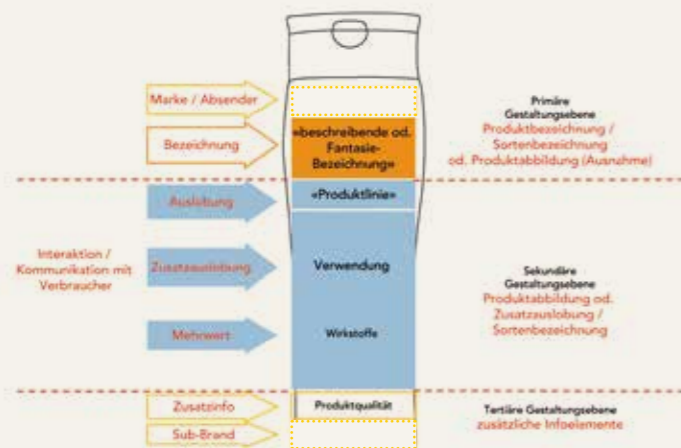 Marke / Absender
Bezeichnung
«beschreibende od.
Fantasie-
Bezeichnung»
Primäre
Gestaltungsebene
Produktbezeichnung /
Sortenbezeichnung
od. Produktabbildung (Ausnahme)
Auslobung
«Produktlinie»
Interaktion /
Kommunikation mit
Verbraucher
Zusatzauslobung
Verwendung
Mehrwert
Wirkstoffe
Sekundäre
Gestaltungsebene
Produktabbildung od.
Zusatzauslobung /
Sortenbezeichnung
Zusatzinfo
Produktqualität
Sub-Brand
Tertiäre Gestaltungsebene
zusätzliche Infoelemente